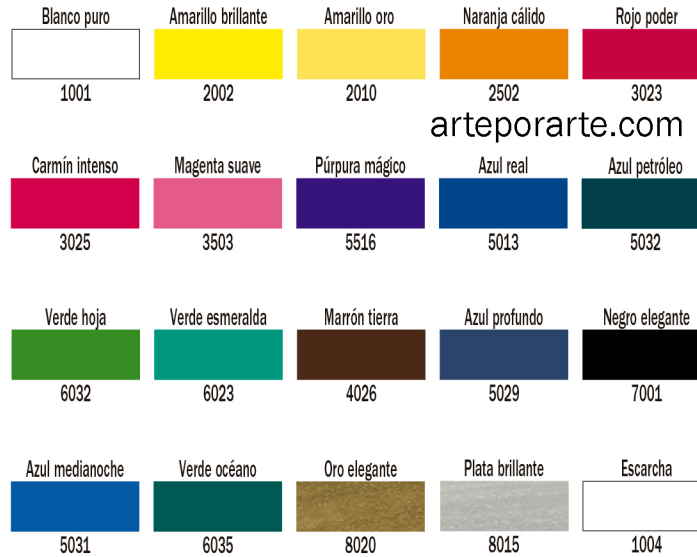 Blanco puro Amarillo brillante Amarillo oro Naranja cálido Rojo poder
1001 2002 2010 2502 3023
arteporarte.com
Carmín intenso Magenta suave Púrpura mágico Azul real Azul petróleo
3025 3503 5516 5013 5032
Verde hoja Verde esmeralda Marrón tierra Azul profundo Negro elegante
6032 6023 4026 5029 7001
Azul medianoche Verde océano Oro elegante Plata brillante Escarcha
5031 6035 8020 8015 1004